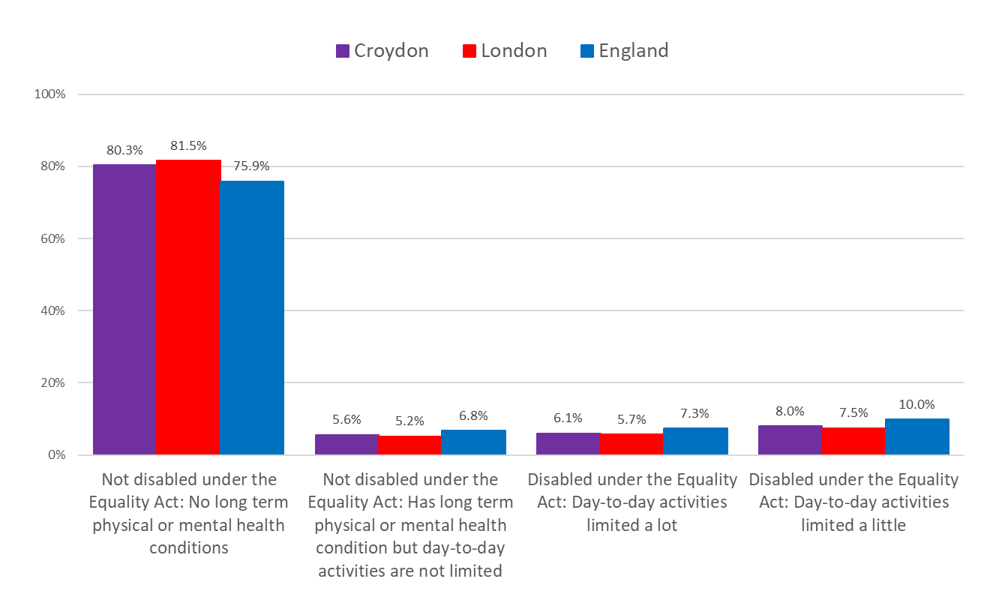 Croydon London England
100%
80%
60%
40%
20%
0%
80.3% 81.5% 75.9%
5.6% 5.2% 6.8%
6.1% 5.7% 7.3%
8.0% 7.5% 10.0%
Not disabled under the
Equality Act: No long term
physical or mental health
conditions
Not disabled under the
Equality Act: Has long term
physical or mental health
condition but day-to-day
activities are not limited
Disabled under the Equality
Act: Day-to-day activities
limited a lot
Disabled under the Equality
Act: Day-to-day activities
limited a little